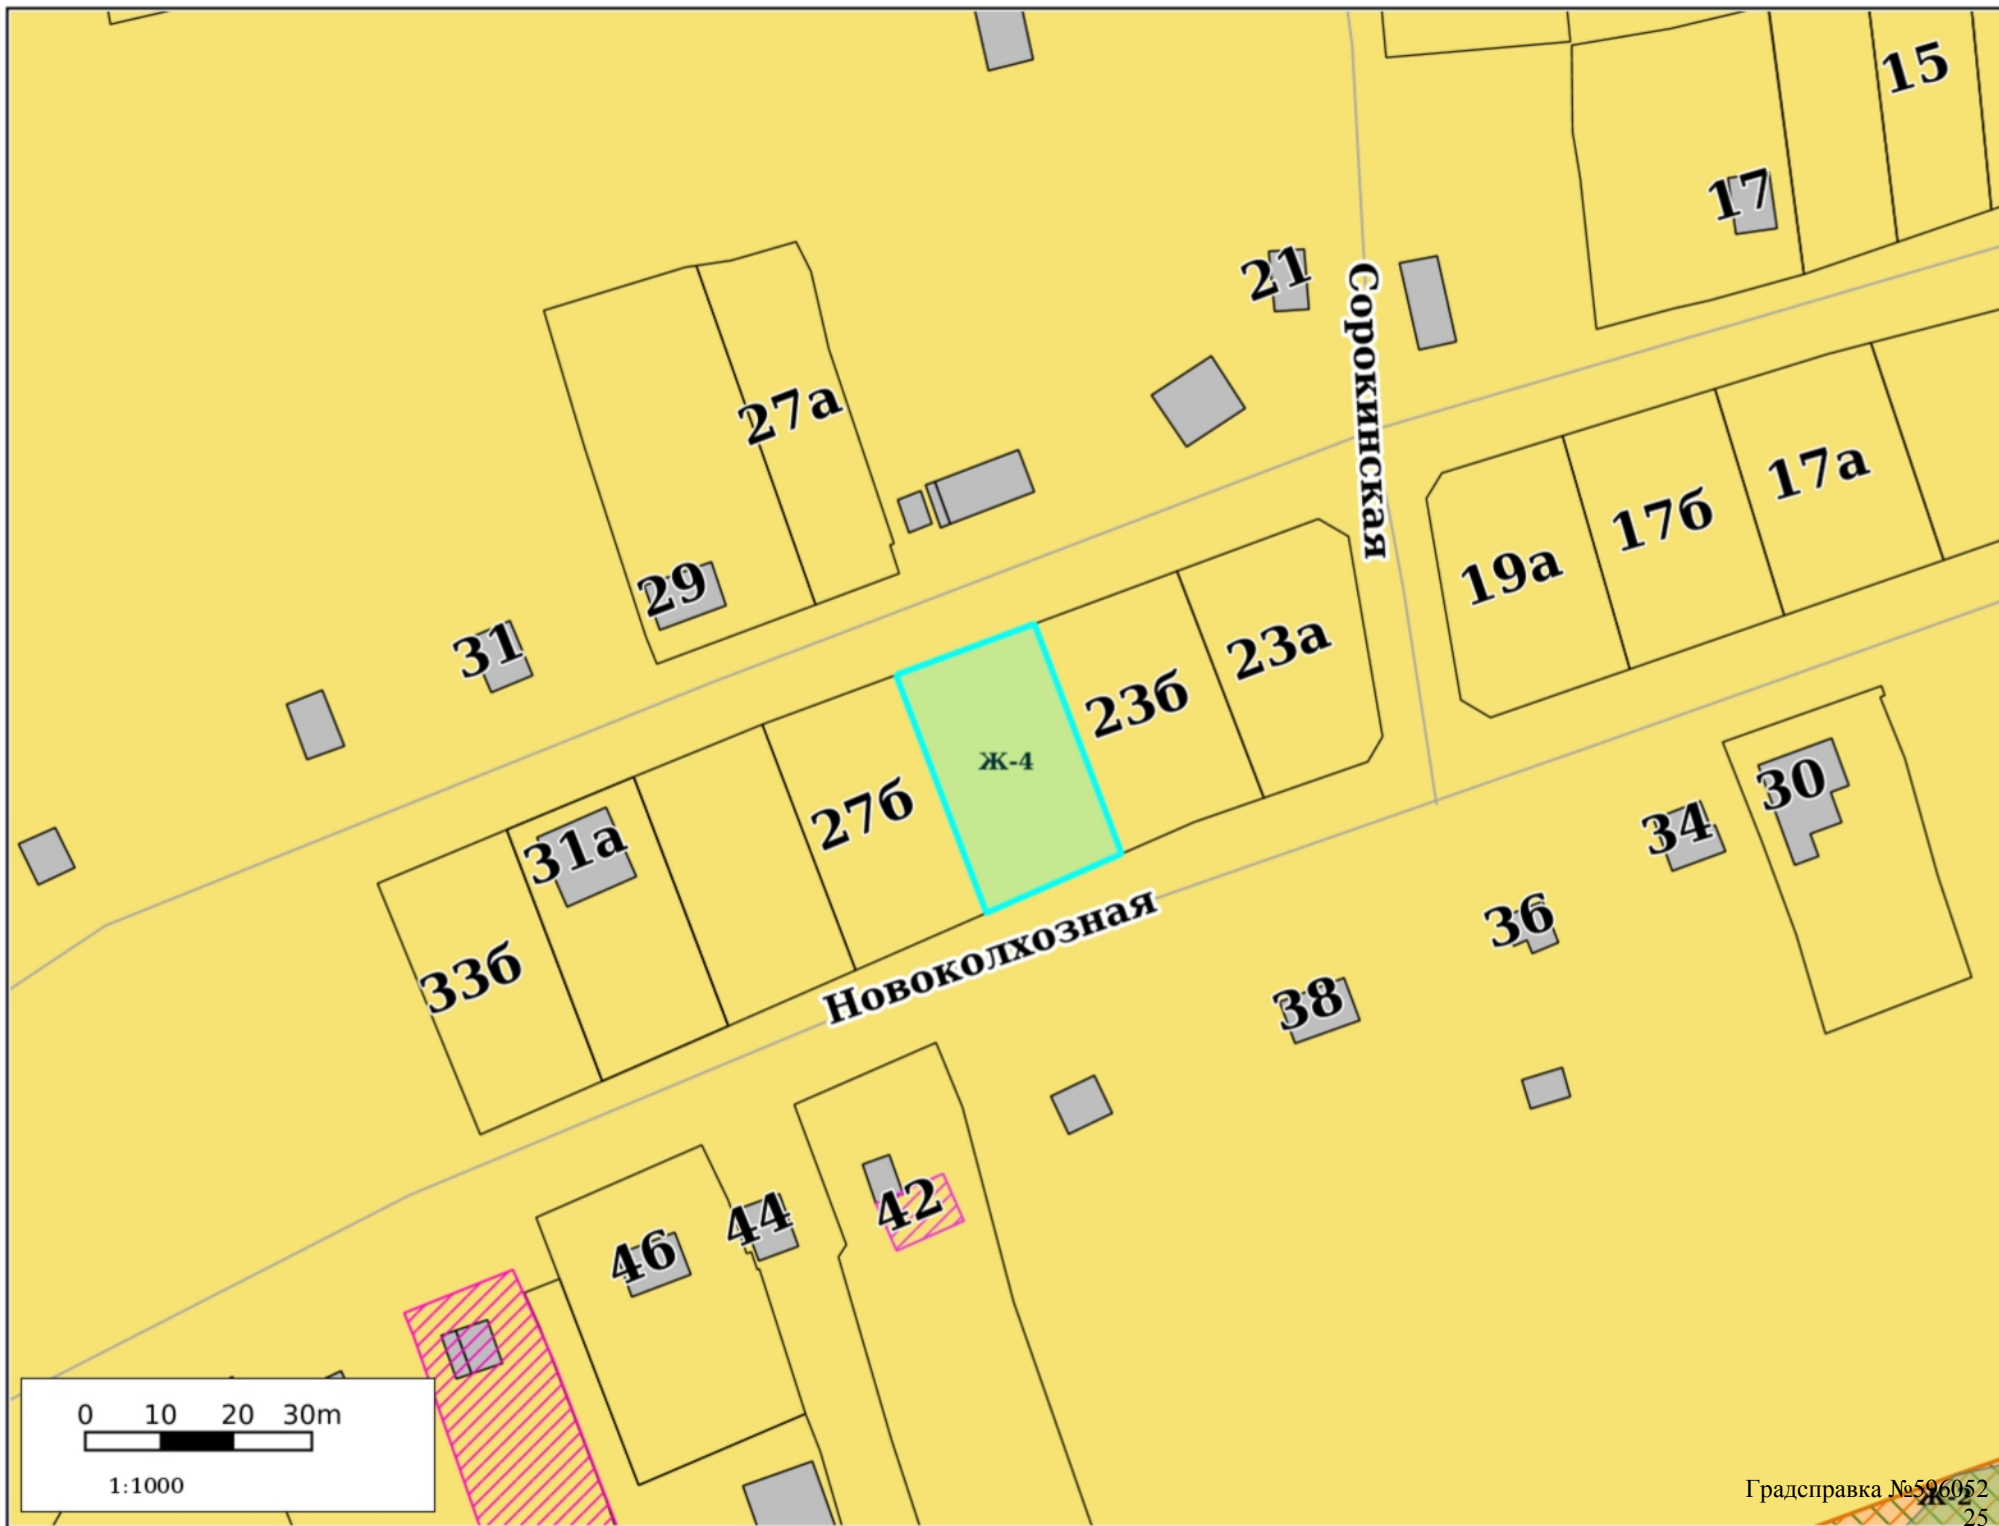 15
17
21
Сорокинская
27а
17а
17б
19а
29
31
23а
23б
Ж-4
30
27б
34
31а
36
Новоколхозная
33б
38
42
44
46
0 10 20 30m
1:1000
Градсправка №596052
Ж-2
25